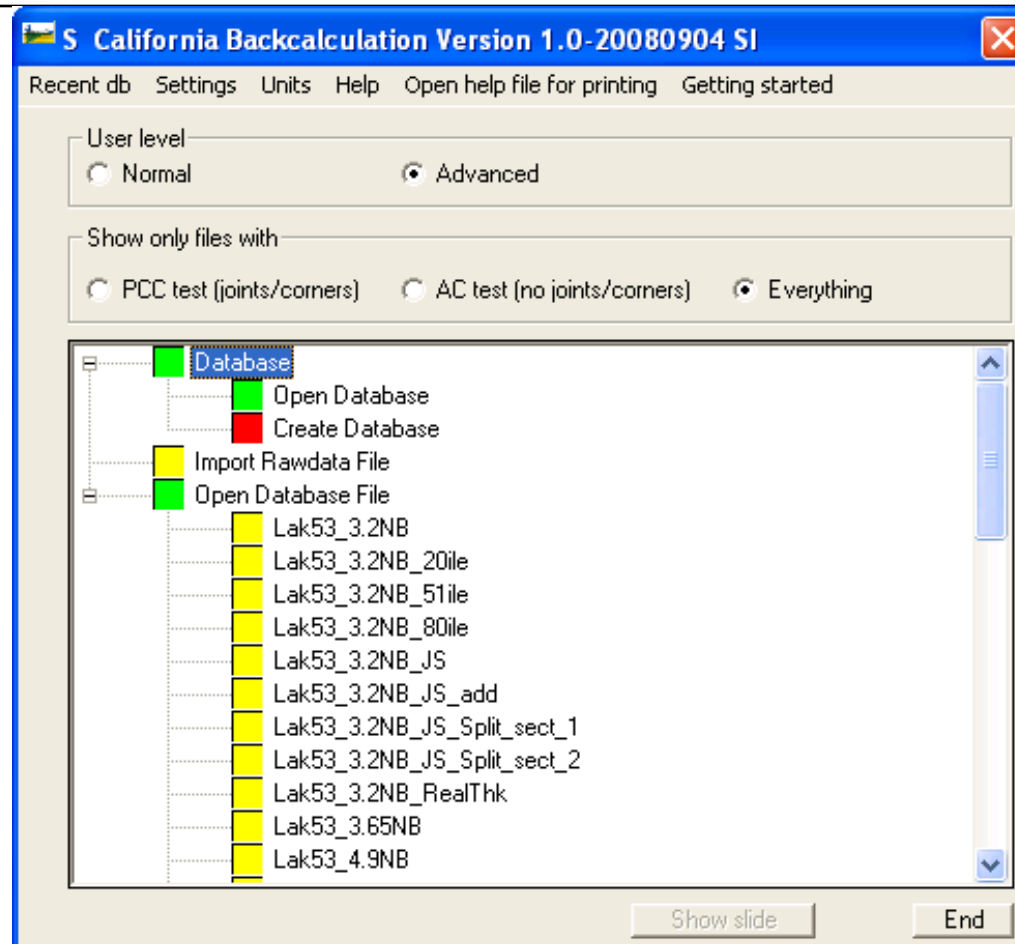 S California Backcalculation Version 1.0-20080904 SI
Recent db Settings Units Help Open help file for printing Getting started
User level
Normal Advanced
Show only files with
PCC test (joints/corners) AC test (no joints/corners) Everything
Database
Open Database
Create Database
Import Rawdata File
Open Database File
Lak53_3.2NB
Lak53_3.2NB_20ile
Lak53_3.2NB_51ile
Lak53_3.2NB_80ile
Lak53_3.2NB_JS
Lak53_3.2NB_JS_add
Lak53_3.2NB_JS_Split_sect_1
Lak53_3.2NB_JS_Split_sect_2
Lak53_3.2NB_RealThk
Lak53_3.65NB
Lak53_4.9NB
Show slide End